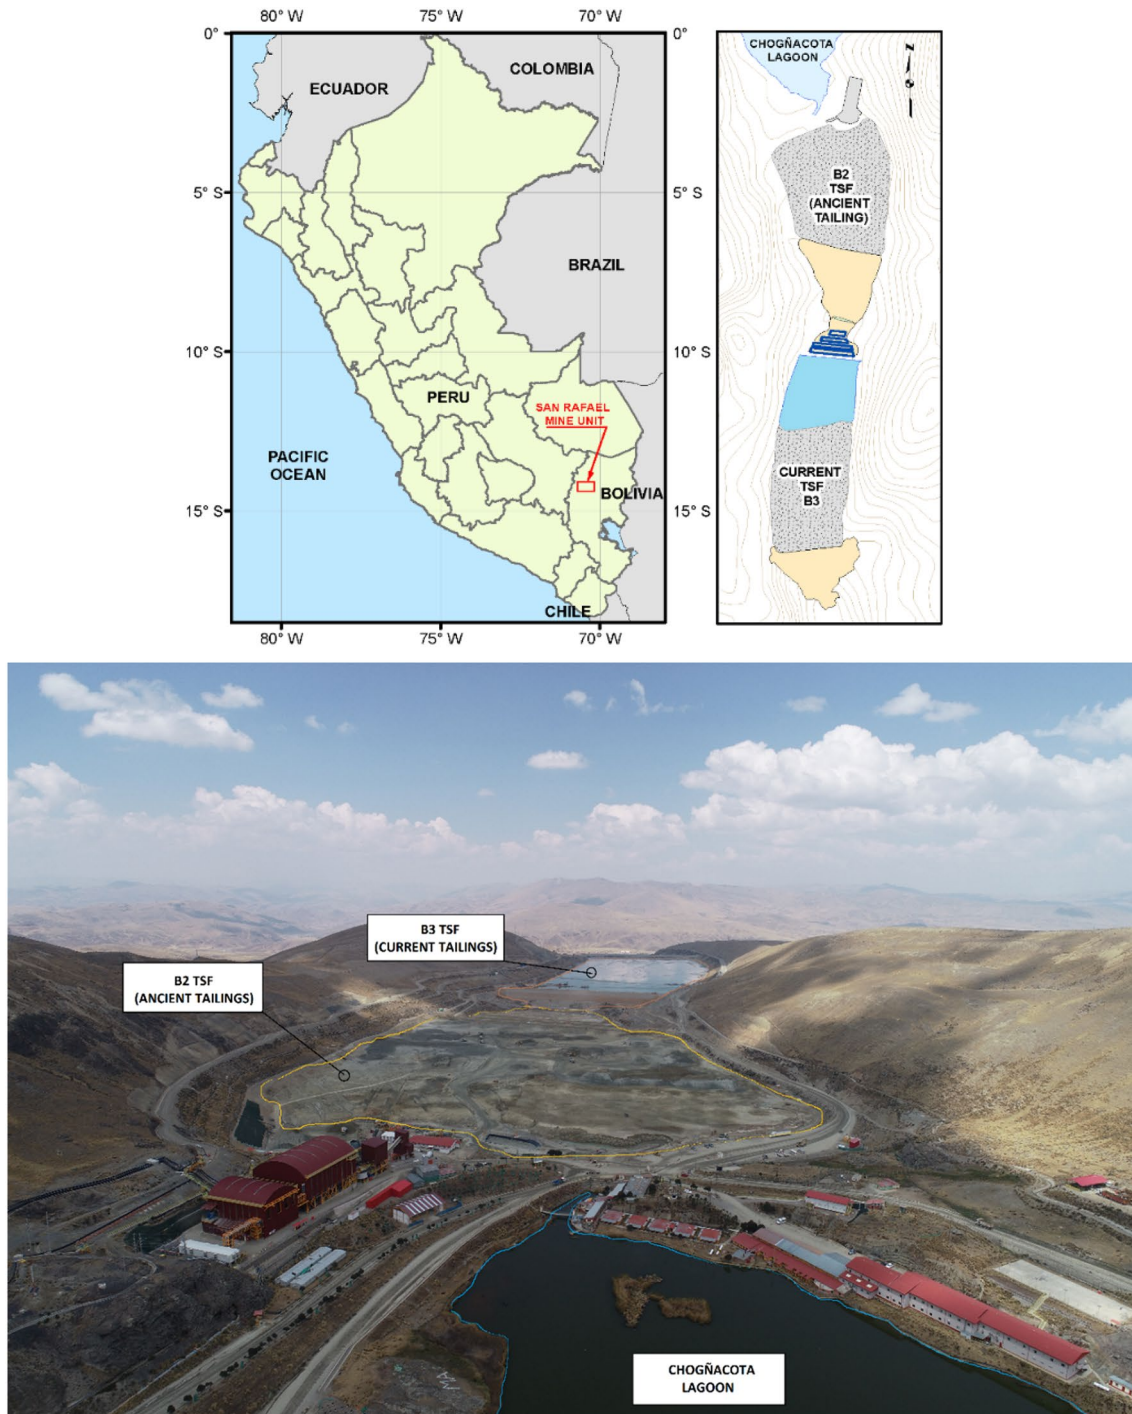 80° W
75° W
70° W
0°
0°
ECUADOR
COLOMBIA
5° S
5° S
BRAZIL
10° S
10° S
PERU
SAN RAFAEL
MINE UNIT
PACIFIC
OCEAN
BOLIVIA
15° S
15° S
CHILE
80° W
75° W
70° W
CHOGÑACOTA
LAGOON
N
B2
TSF
(ANCIENT
TAILING)
CURRENT
TSF
B3
B3 TSF
(CURRENT TAILINGS)
B2 TSF
(ANCIENT TAILINGS)
CHOGÑACOTA
LAGOON
MA